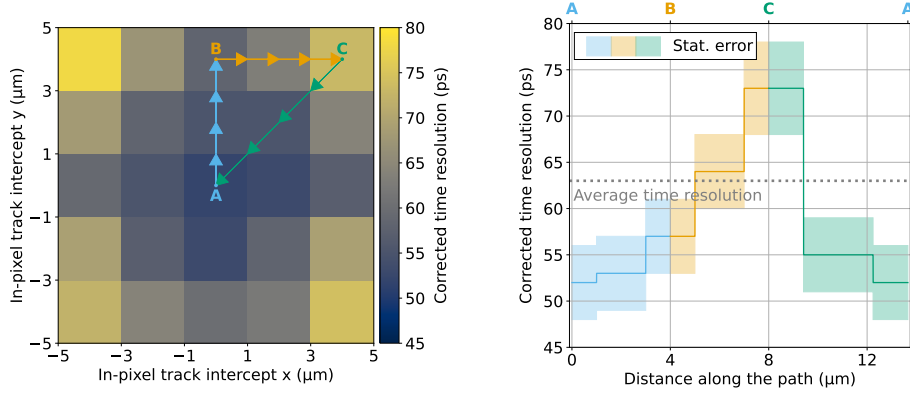 A B C A
5 3 1 −1 −3 −5
B C
A
−5 −3 −1 1 3 5
In-pixel track intercept x (μm)
In-pixel track intercept y (μm)
80 75 70 65 60 55 50 45
Corrected time resolution (ps)
80 75 70 65 60 55 50 45
Corrected time resolution (ps)
Stat. error
Average time resolution
0 4 8 12
Distance along the path (μm)